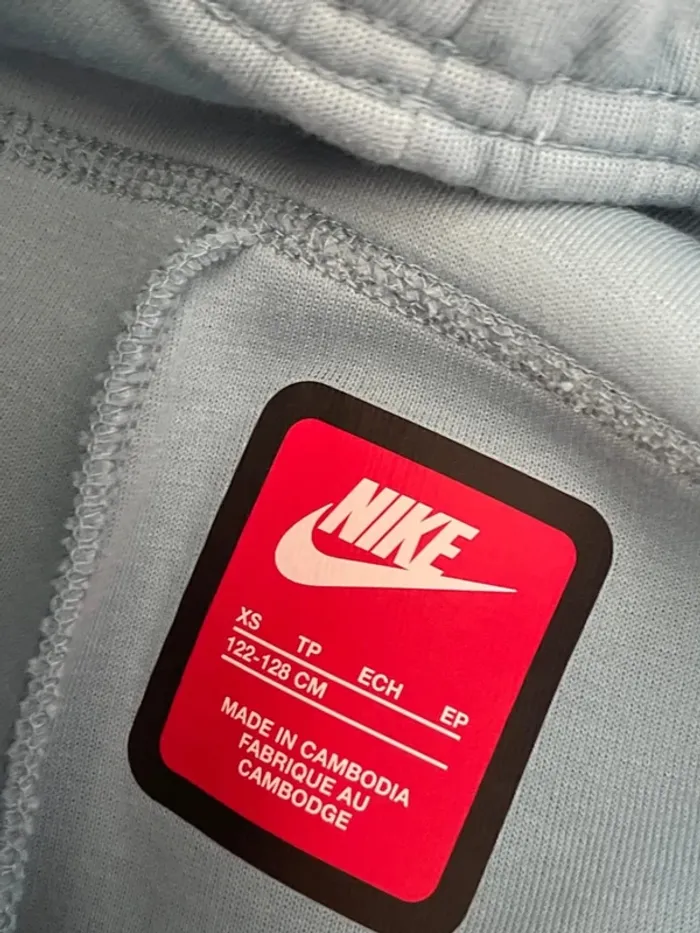 NIKE
XS TP ECH EP
122-128 CM
MADE IN CAMBODIA
FABRIQUE AU
CAMBODGE